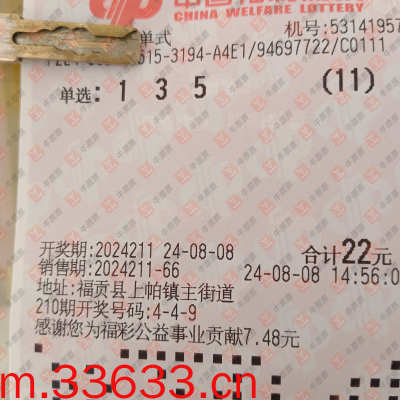 CHINA WELFARE LOTTERY
单式
机号:53141957
515-3194-A4E1/94697722/C0111
单选: 1 3 5 (11)
开奖期:2024211 24-08-08 合计22元
销售期:2024211-66 24-08-08 14:56:0
地址:福贡县上帕镇主街道
210期开奖号码:4-4-9
感谢您为福彩公益事业贡献7.48元
m.33633.cn